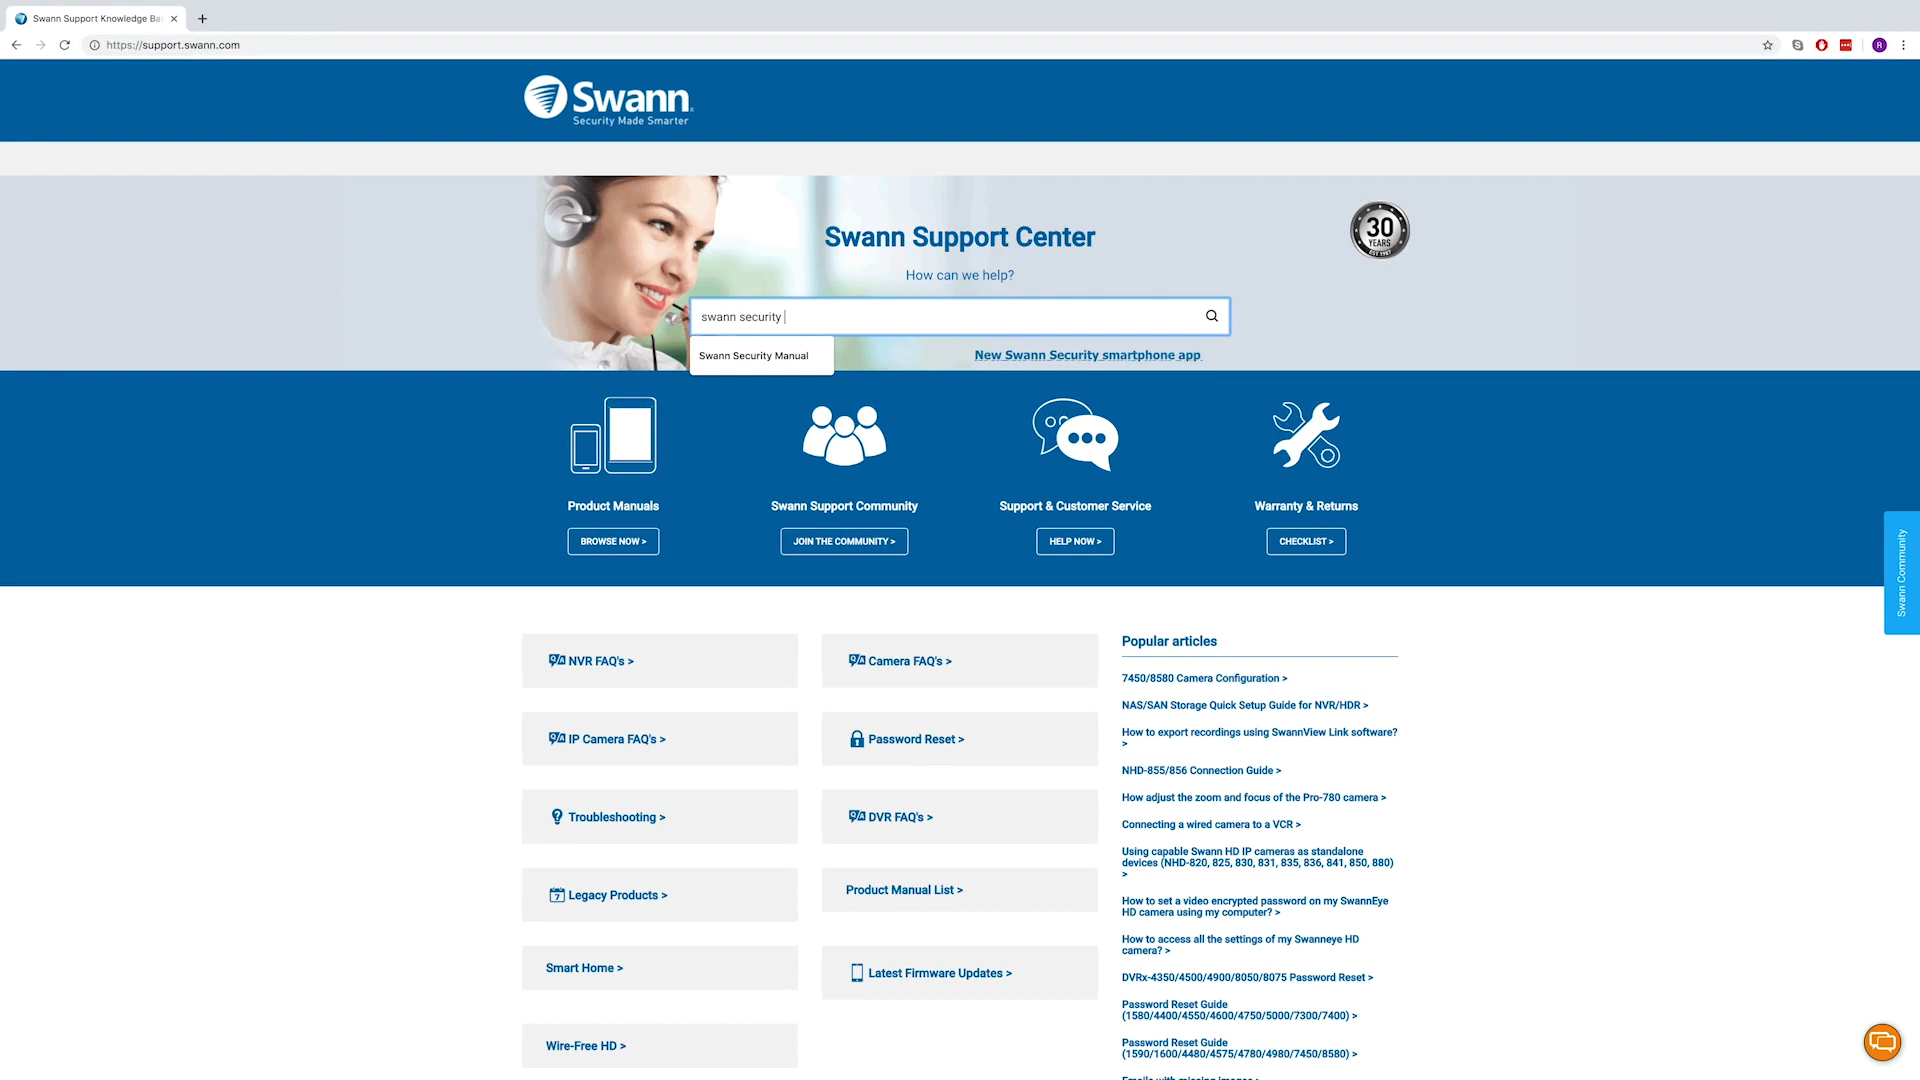 Swann Support Knowledge Ba
https://support.swann.com
R
Swann
Security Made Smarter
Swann Support Center
30
YEARS
EST 1987
How can we help?
swann security
Swann Security Manual
New Swann Security smartphone app
Product Manuals
Swann Support Community
Support & Customer Service
Warranty & Returns
BROWSE NOW >
JOIN THE COMMUNITY >
HELP NOW >
CHECKLIST >
Swann Community
NVR FAQ's >
Camera FAQ's >
IP Camera FAQ's >
Password Reset >
Troubleshooting >
DVR FAQ's >
7
Legacy Products >
Product Manual List >
Smart Home >
Latest Firmware Updates >
Wire-Free HD >
Popular articles
7450/8580 Camera Configuration >
NAS/SAN Storage Quick Setup Guide for NVR/HDR >
How to export recordings using SwannView Link software?
>
NHD-855/856 Connection Guide >
How adjust the zoom and focus of the Pro-780 camera >
Connecting a wired camera to a VCR >
Using capable Swann HD IP cameras as standalone
devices (NHD-820, 825, 830, 831, 835, 836, 841, 850, 880)
>
How to set a video encrypted password on my SwannEye
HD camera using my computer? >
How to access all the settings of my Swanneye HD
camera? >
DVRx-4350/4500/4900/8050/8075 Password Reset >
Password Reset Guide
(1580/4400/4550/4600/4750/5000/7300/7400) >
Password Reset Guide
(1590/1600/4480/4575/4780/4980/7450/8580) >